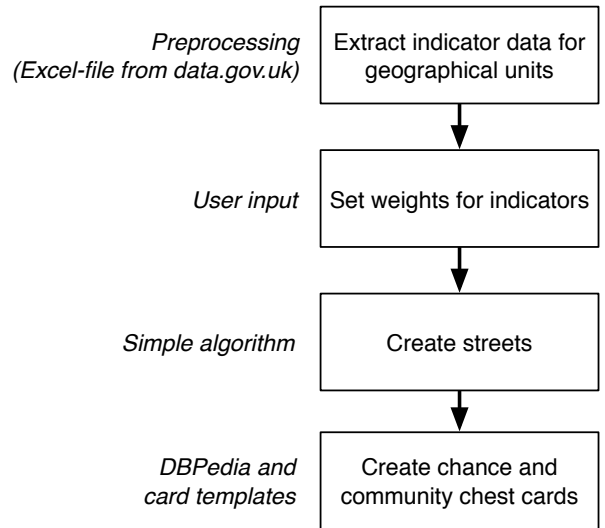 Preprocessing
(Excel-file from data.gov.uk)
Extract indicator data for
geographical units
User input
Set weights for indicators
Simple algorithm
Create streets
DBPedia and
card templates
Create chance and
community chest cards